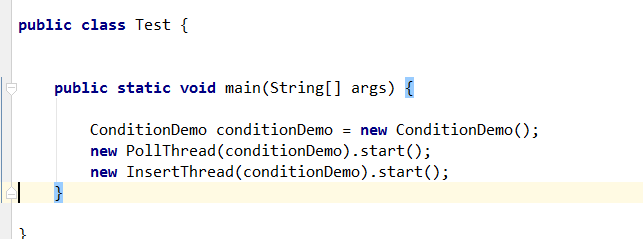 public class Test {
public static void main(String[] args) {
ConditionDemo conditionDemo = new ConditionDemo();
new PollThread(conditionDemo).start();
new InsertThread(conditionDemo).start();
}
}